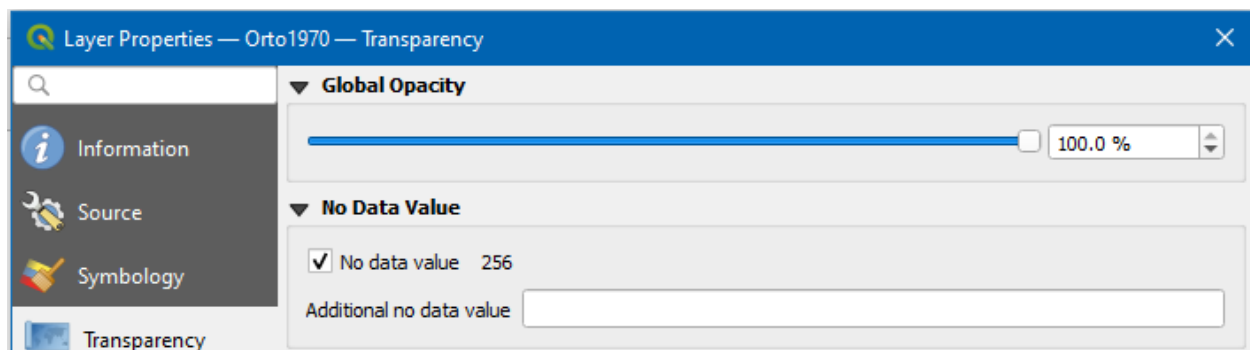 Layer Properties — Orto1970 — Transparency
Global Opacity
Information
100.0 %
Source
No Data Value
No data value 256
Symbology
Additional no data value
Transparency